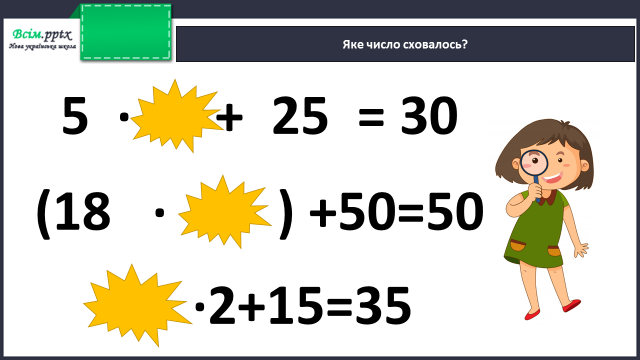 Всім.pptx
Нова українська школа
Яке число сховалось?
5 · + 25 = 30
(18 · ) +50=50
·2+15=35